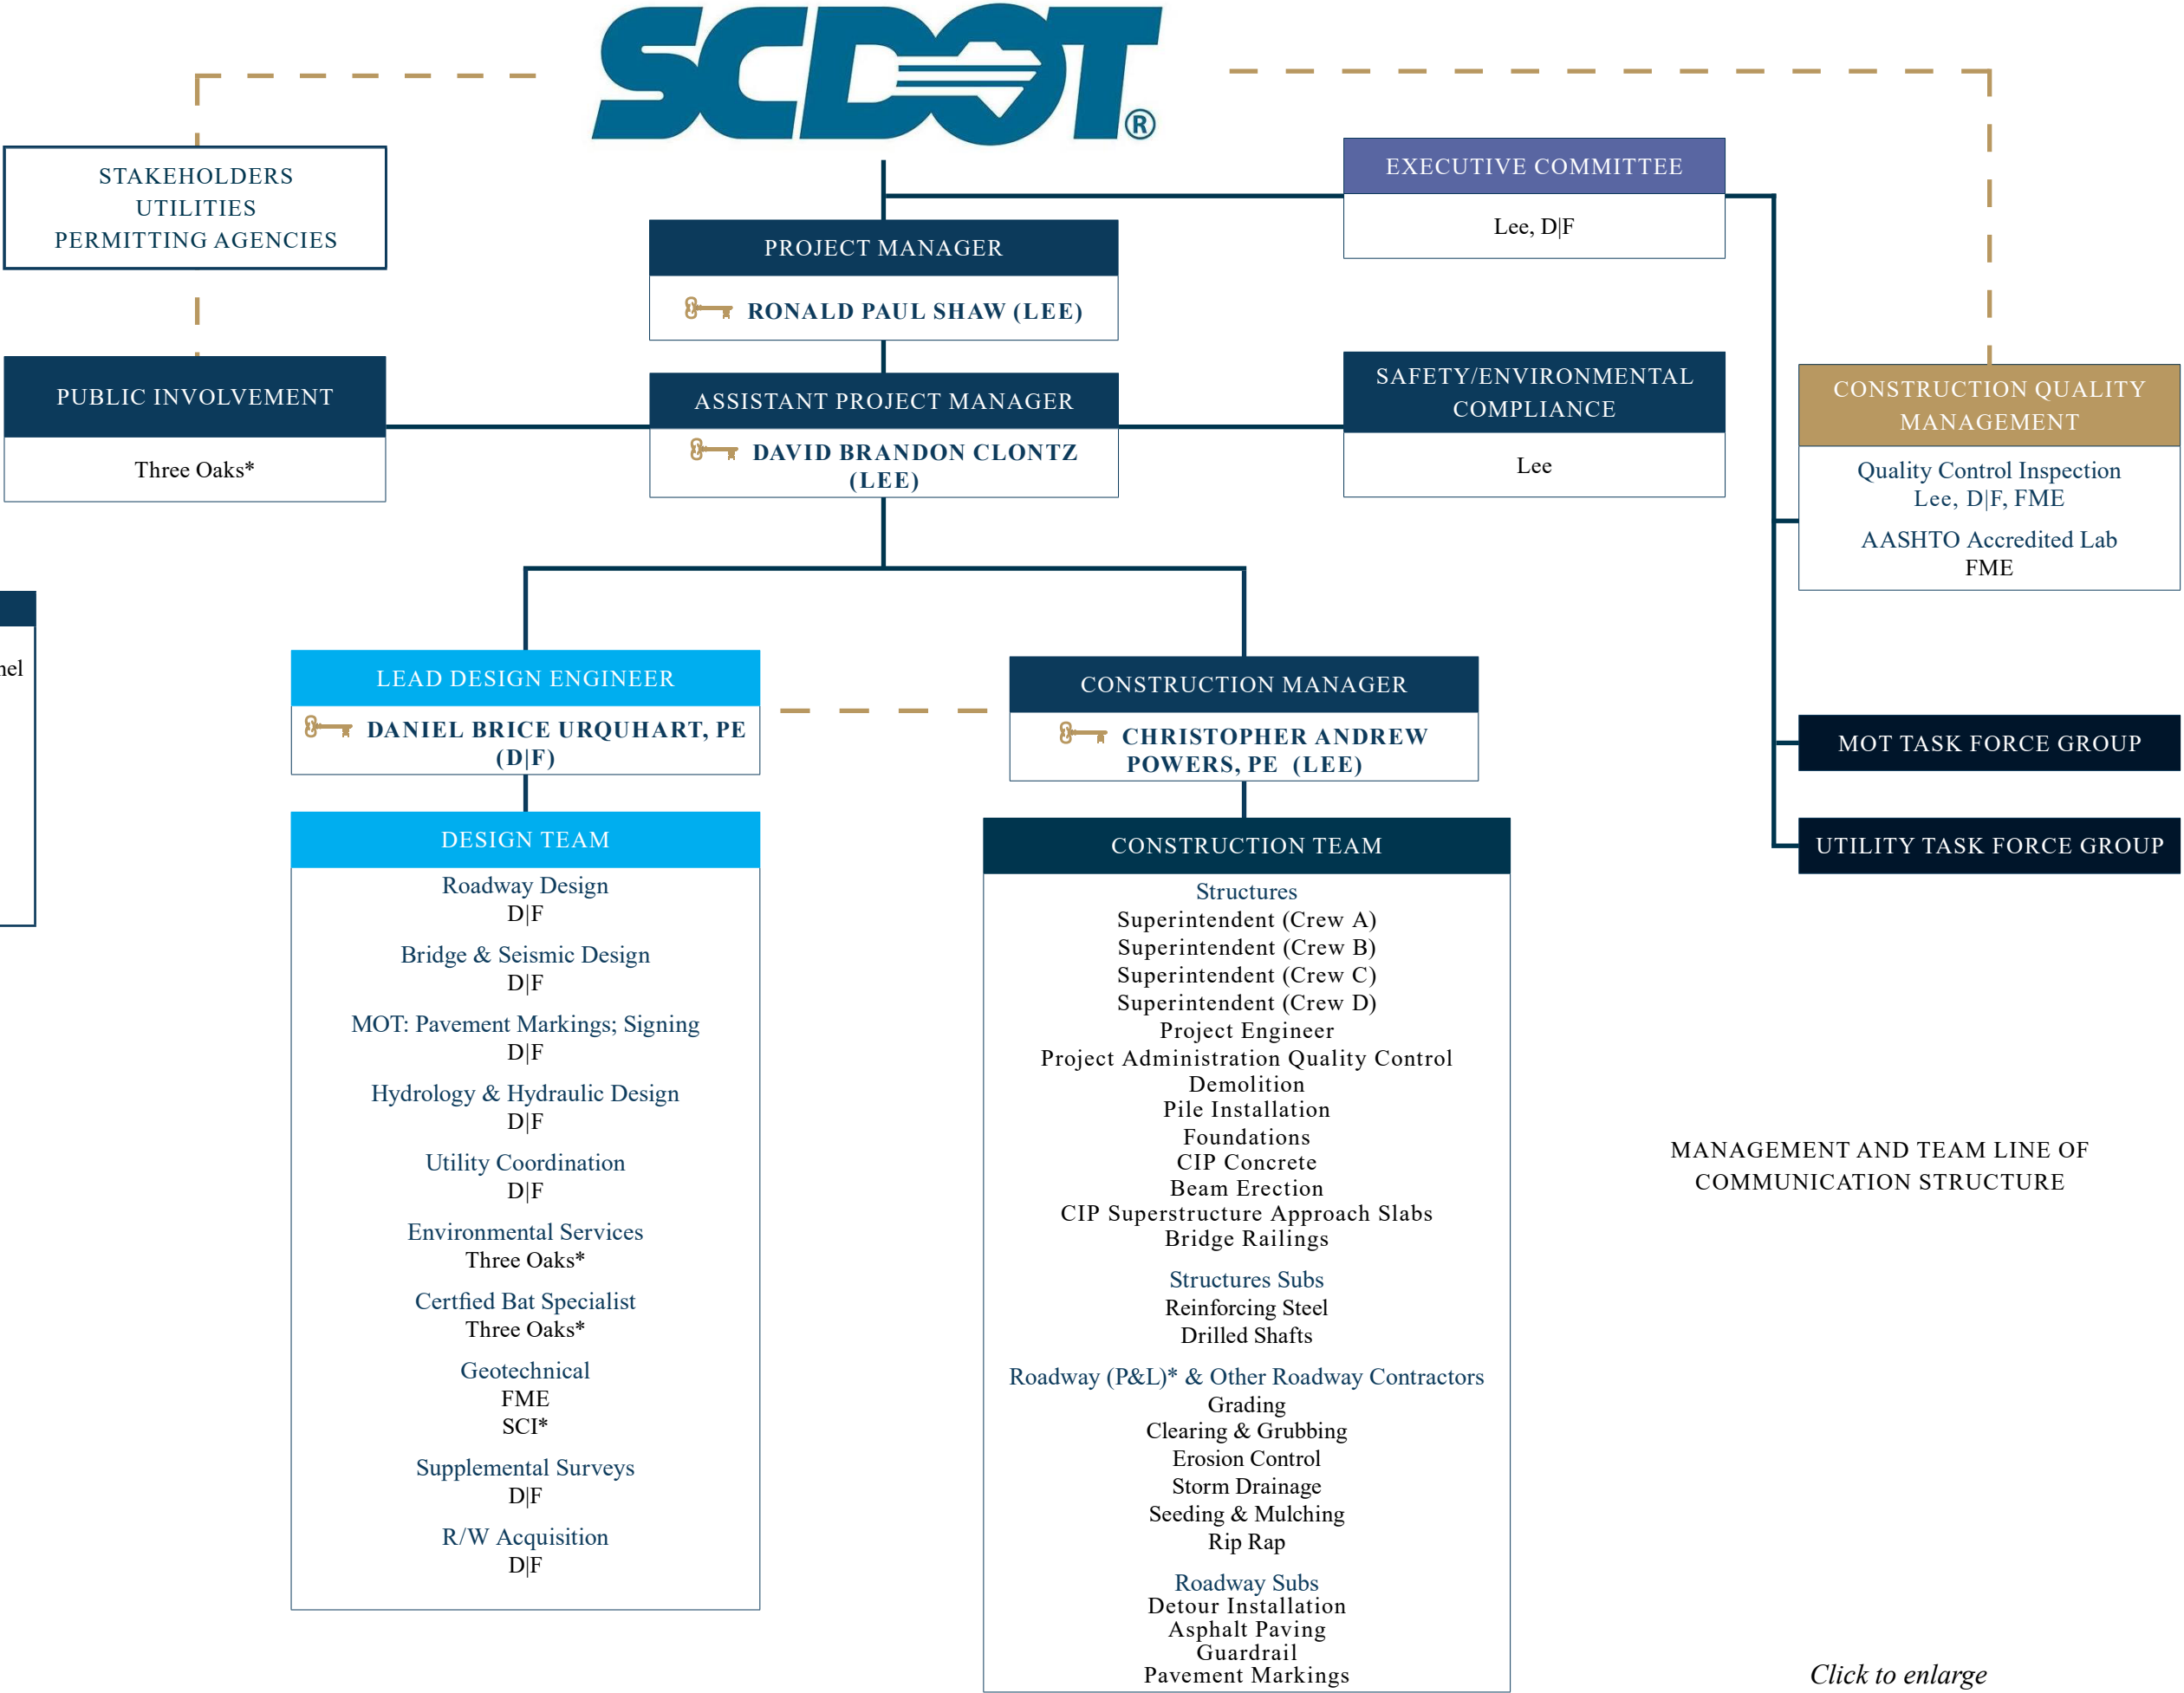 SCDOT®
STAKEHOLDERS
UTILITIES
PERMITTING AGENCIES
EXECUTIVE COMMITTEE
Lee, D|F
PROJECT MANAGER
RONALD PAUL SHAW (LEE)
PUBLIC INVOLVEMENT
Three Oaks*
ASSISTANT PROJECT MANAGER
DAVID BRANDON CLONTZ
(LEE)
SAFETY/ENVIRONMENTAL
COMPLIANCE
Lee
CONSTRUCTION QUALITY
MANAGEMENT
Quality Control Inspection
Lee, D|F, FME
AASHTO Accredited Lab
FME
LEAD DESIGN ENGINEER
DANIEL BRICE URQUHART, PE
(D|F)
CONSTRUCTION MANAGER
CHRISTOPHER ANDREW
POWERS, PE (LEE)
MOT TASK FORCE GROUP
UTILITY TASK FORCE GROUP
DESIGN TEAM
Roadway Design
D|F
Bridge & Seismic Design
D|F
MOT: Pavement Markings; Signing
D|F
Hydrology & Hydraulic Design
D|F
Utility Coordination
D|F
Environmental Services
Three Oaks*
Certfied Bat Specialist
Three Oaks*
Geotechnical
FME
SCI*
Supplemental Surveys
D|F
R/W Acquisition
D|F
CONSTRUCTION TEAM
Structures
Superintendent (Crew A)
Superintendent (Crew B)
Superintendent (Crew C)
Superintendent (Crew D)
Project Engineer
Project Administration Quality Control
Demolition
Pile Installation
Foundations
CIP Concrete
Beam Erection
CIP Superstructure Approach Slabs
Bridge Railings
Structures Subs
Reinforcing Steel
Drilled Shafts
Roadway (P&L)* & Other Roadway Contractors
Grading
Clearing & Grubbing
Erosion Control
Storm Drainage
Seeding & Mulching
Rip Rap
Roadway Subs
Detour Installation
Asphalt Paving
Guardrail
Pavement Markings
MANAGEMENT AND TEAM LINE OF
COMMUNICATION STRUCTURE
Click to enlarge